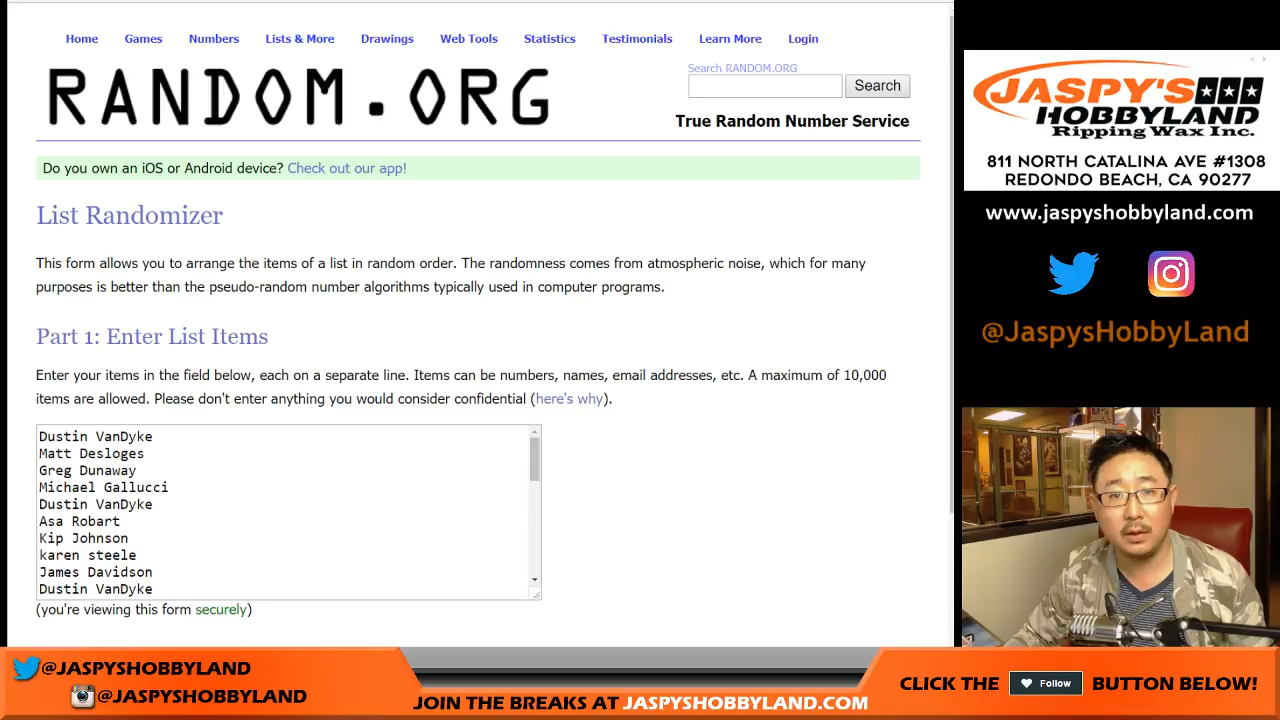 Home Games Numbers Lists & More Drawings Web Tools Statistics Testimonials Learn More Login
RANDOM.ORG
Search RANDOM.ORG
Search
True Random Number Service
Do you own an iOS or Android device? Check out our app!
List Randomizer
This form allows you to arrange the items of a list in random order. The randomness comes from atmospheric noise, which for many
purposes is better than the pseudo-random number algorithms typically used in computer programs.
Part 1: Enter List Items
Enter your items in the field below, each on a separate line. Items can be numbers, names, email addresses, etc. A maximum of 10,000
items are allowed. Please don't enter anything you would consider confidential (here's why).
Dustin VanDyke
Matt Desloges
Greg Dunaway
Michael Gallucci
Dustin VanDyke
Asa Robart
Kip Johnson
karen steele
James Davidson
Dustin VanDyke
(you're viewing this form securely)
JASPY'S
HOBBYLAND
Ripping Wax Inc.
811 NORTH CATALINA AVE #1308
REDONDO BEACH, CA 90277
www.jaspyshobbyland.com
@JaspysHobbyLand
@JASPYSHOBBYLAND
@JASPYSHOBBYLAND
JOIN THE BREAKS AT JASPYSHOBBYLAND.COM
CLICK THE Follow BUTTON BELOW!